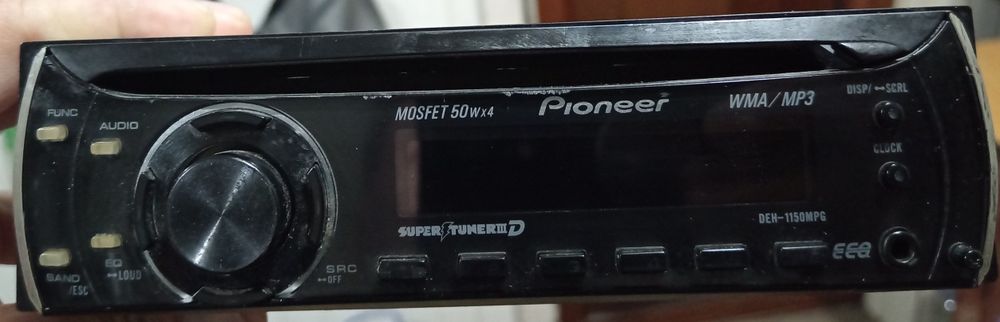 FUNC
AUDIO
MOSFET 50Wx4
Pioneer
WMA/MP3
DISP/ ↔SCRL
CLOCK
SUPER TUNER III D
DEH-1150MPG
BAND
/ESC
EQ
↔LOUD
SRC
↔OFF
EEQ